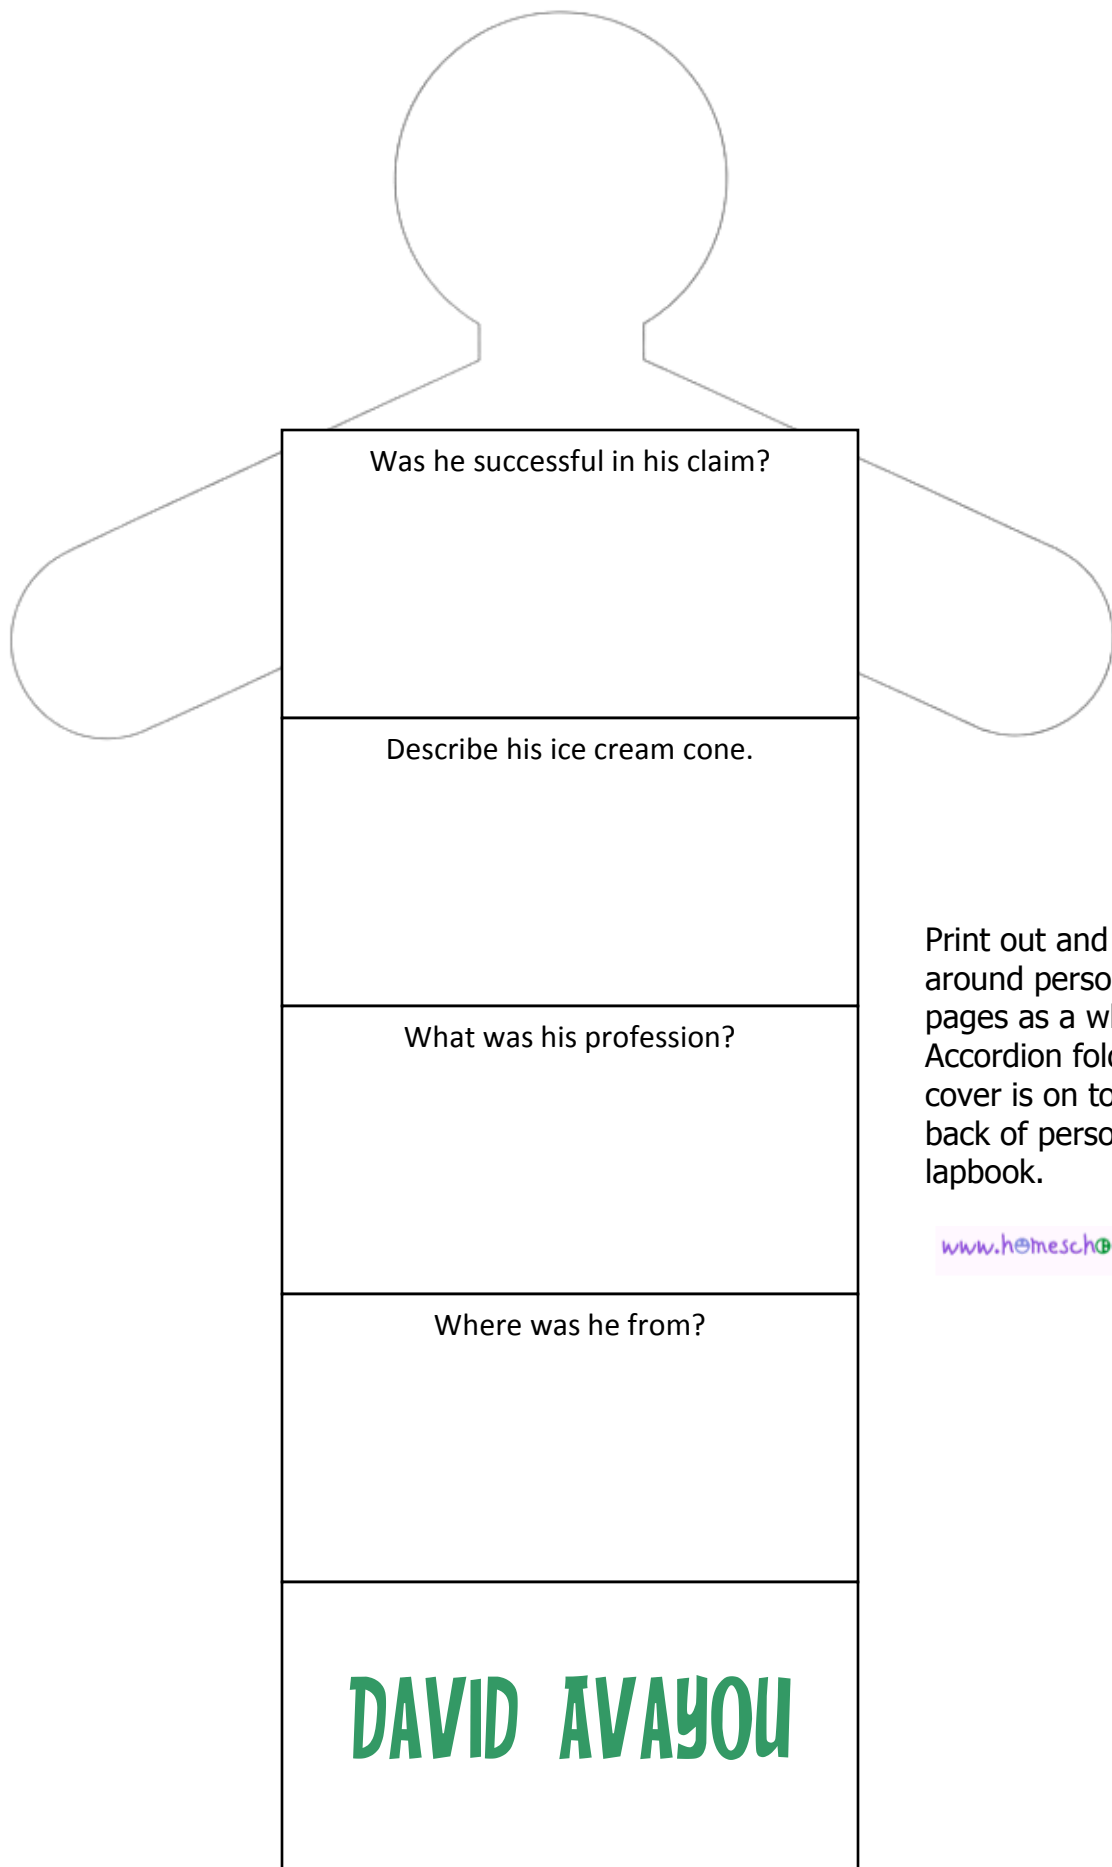 Was he successful in his claim?
Describe his ice cream cone.
What was his profession?
Where was he from?
DAVID AVAYOU
Print out and
around perso
pages as a w
Accordion fol
cover is on to
back of perso
lapbook.
www.homescho